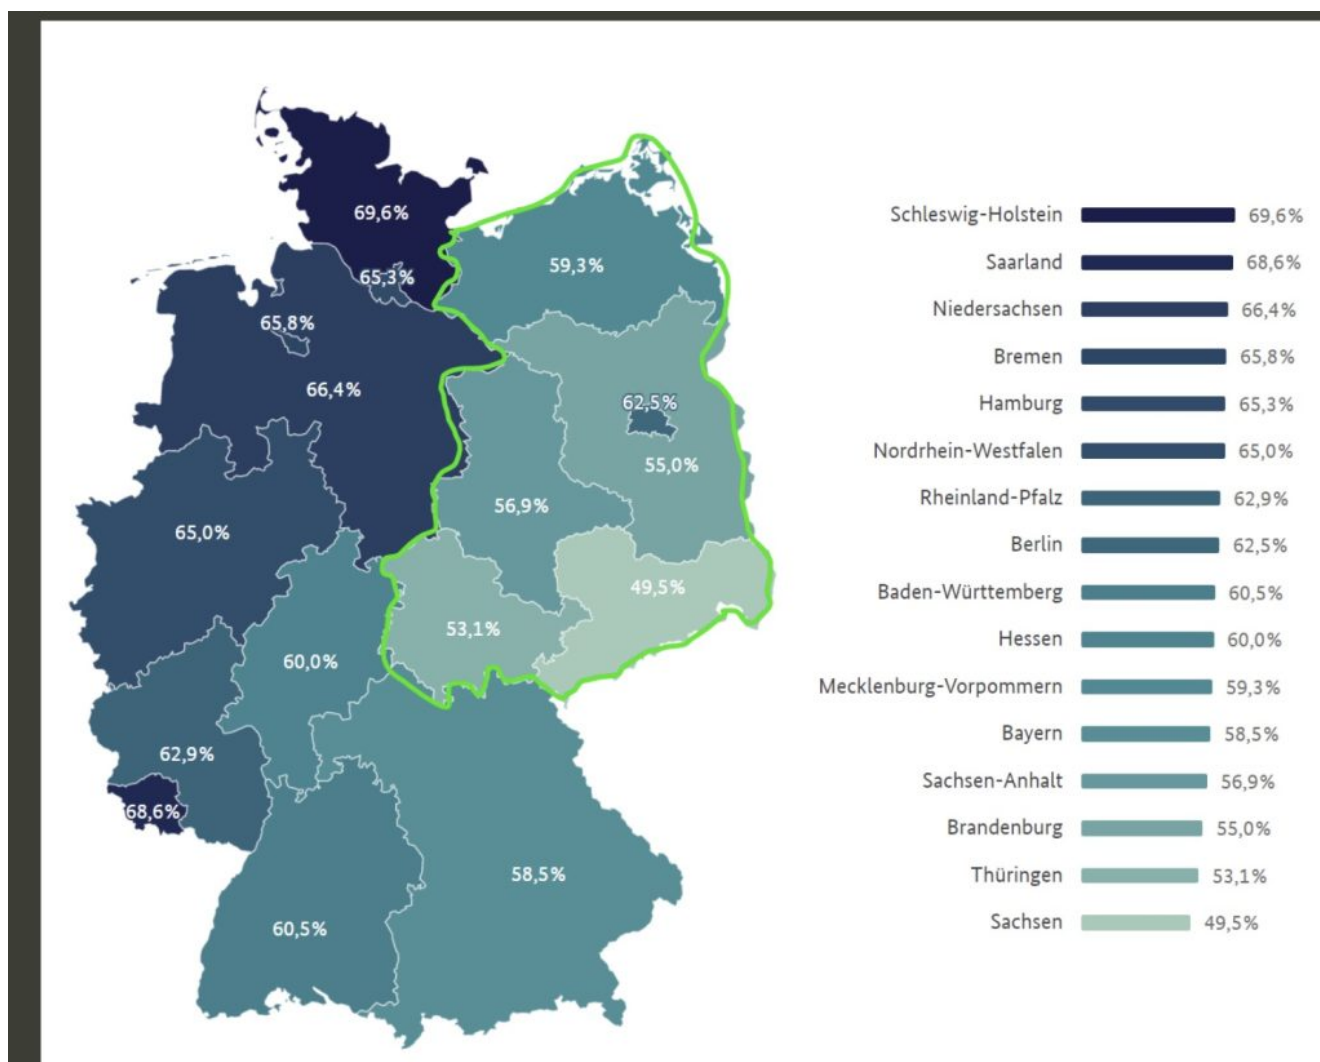 69,6%
65,3%
65,8%
66,4%
59,3%
62,5%
55,0%
56,9%
65,0%
49,5%
53,1%
60,0%
62,9%
68,6%
58,5%
60,5%
Schleswig-Holstein 69,6%
Saarland 68,6%
Niedersachsen 66,4%
Bremen 65,8%
Hamburg 65,3%
Nordrhein-Westfalen 65,0%
Rheinland-Pfalz 62,9%
Berlin 62,5%
Baden-Württemberg 60,5%
Hessen 60,0%
Mecklenburg-Vorpommern 59,3%
Bayern 58,5%
Sachsen-Anhalt 56,9%
Brandenburg 55,0%
Thüringen 53,1%
Sachsen 49,5%